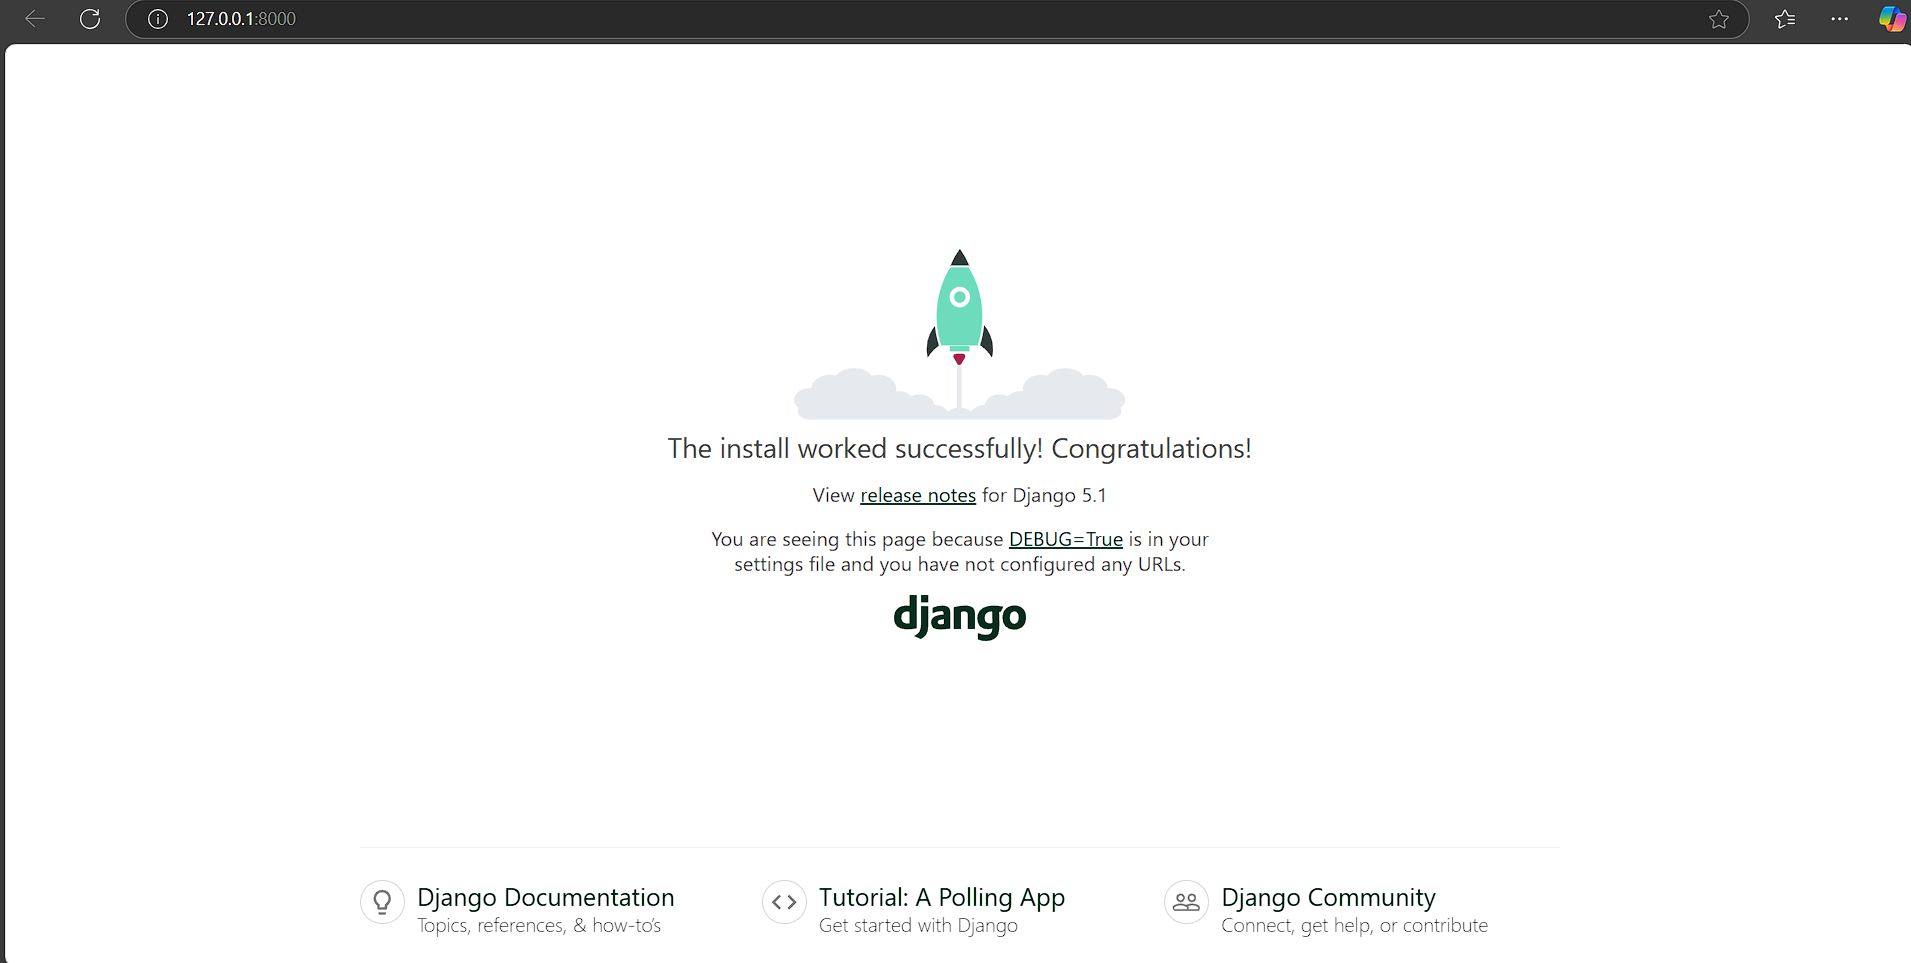 127.0.0.1:8000
The install worked successfully! Congratulations!
View release notes for Django 5.1
You are seeing this page because DEBUG=True is in your
settings file and you have not configured any URLs.
django
Django Documentation
Topics, references, & how-to's
Tutorial: A Polling App
Get started with Django
Django Community
Connect, get help, or contribute